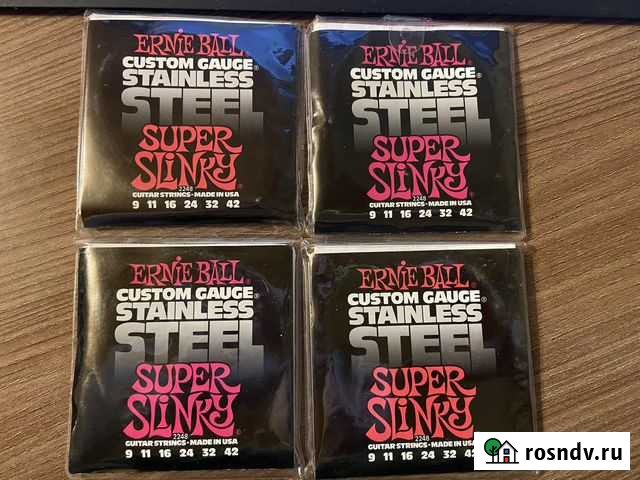 ERNIE BALL
CUSTOM GAUGE®
STAINLESS
STEEL
SUPER
SLINKY
2248
GUITAR STRINGS • MADE IN USA
9 11 16 24 32 42
ERNIE BALL
CUSTOM GAUGE®
STAINLESS
STEEL
SUPER
SLINKY
2248
GUITAR STRINGS • MADE IN USA
9 11 16 24 32 42
ERNIE BALL
CUSTOM GAUGE®
STAINLESS
STEEL
SUPER
SLINKY
2248
GUITAR STRINGS • MADE IN USA
9 11 16 24 32 42
ERNIE BALL
CUSTOM GAUGE®
STAINLESS
STEEL
SUPER
SLINKY
2248
GUITAR STRINGS • MADE IN USA
9 11 16 24 32 42
rosndv.ru